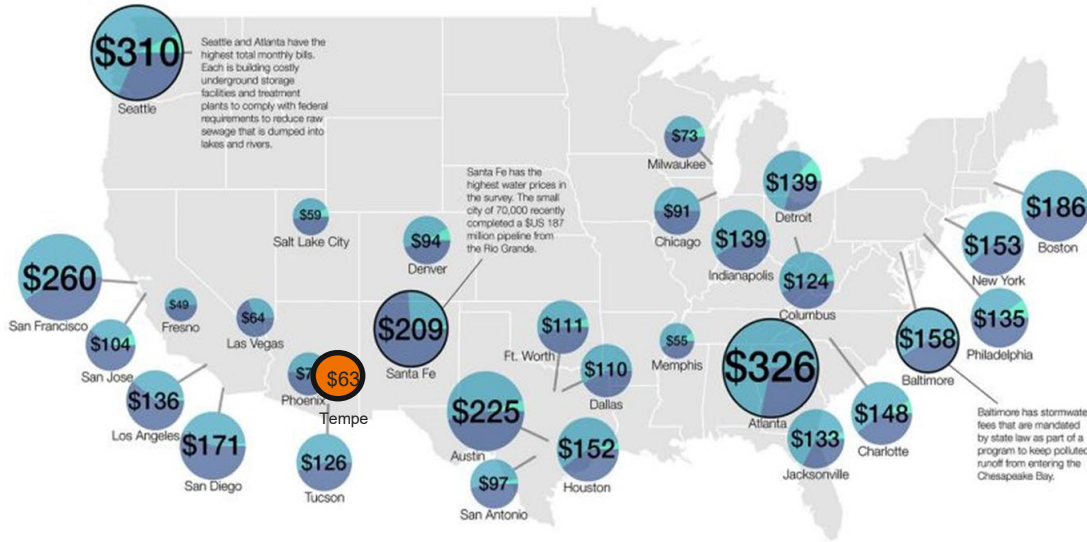 $310
Seattle
Seattle and Atlanta have the
highest total monthly bills.
Each is building costly
underground storage
facilities and treatment
plants to comply with federal
requirements to reduce raw
sewage that is dumped into
lakes and rivers.
$73
Milwaukee
$139
Detroit
Santa Fe has the
highest water prices in
the survey. The small
city of 70,000 recently
completed a $US 187
million pipeline from
the Rio Grande.
$59
Salt Lake City
$94
Denver
$91
Chicago
$139
Indianapolis
$186
Boston
$153
New York
$260
San Francisco
$49
Fresno
$64
Las Vegas
$209
Santa Fe
$124
Columbus
$135
Philadelphia
$104
San Jose
$111
Ft. Worth
$55
Memphis
$158
Baltimore
$7
Phoenix
$63
Tempe
$110
Dallas
$326
Atlanta
$136
Los Angeles
$225
Austin
$148
Charlotte
Baltimore has stormwate
fees that are mandated
by state law as part of a
program to keep polluted
runoff from entering the
Chesapeake Bay.
$171
San Diego
$126
Tucson
$152
Houston
$133
Jacksonville
$97
San Antonio